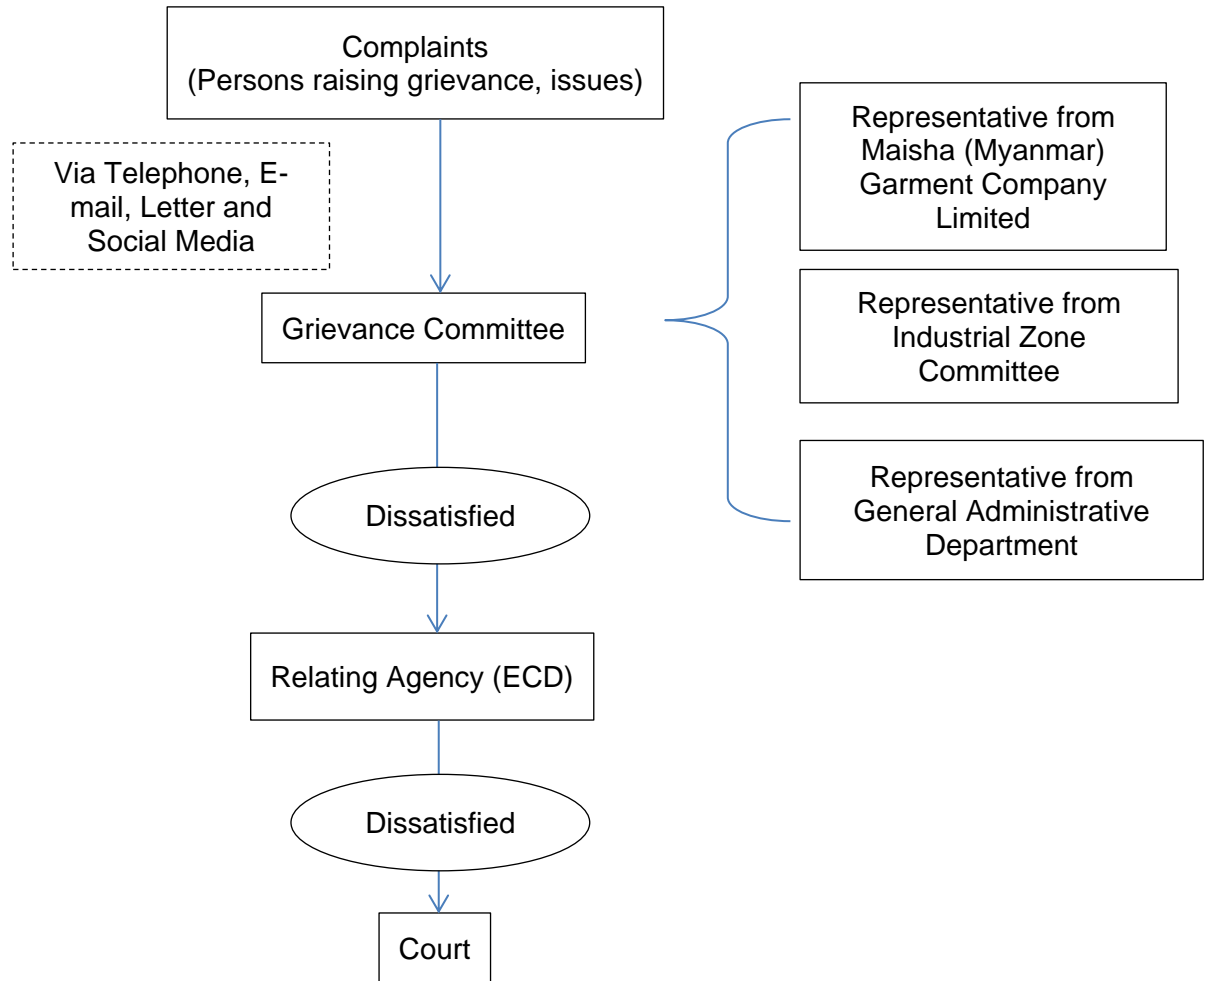 Complaints
(Persons raising grievance, issues)
Via Telephone, E-
mail, Letter and
Social Media
Grievance Committee
Representative from
Maisha (Myanmar)
Garment Company
Limited
Representative from
Industrial Zone
Committee
Representative from
General Administrative
Department
Dissatisfied
Relating Agency (ECD)
Dissatisfied
Court